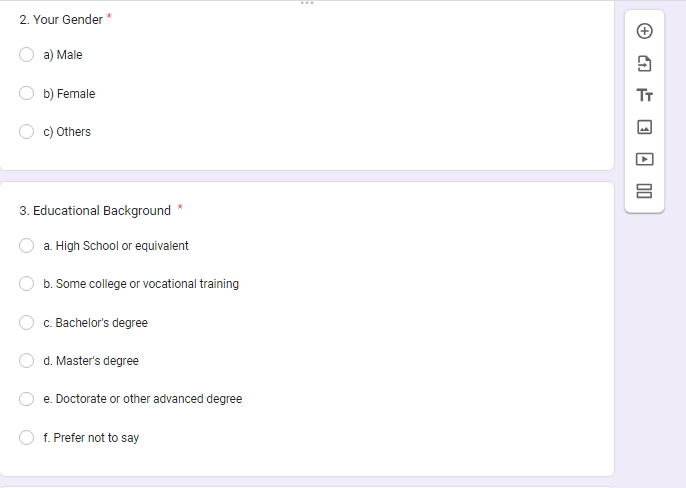 2. Your Gender *
a) Male
b) Female
c) Others
3. Educational Background *
a. High School or equivalent
b. Some college or vocational training
c. Bachelor's degree
d. Master's degree
e. Doctorate or other advanced degree
f. Prefer not to say